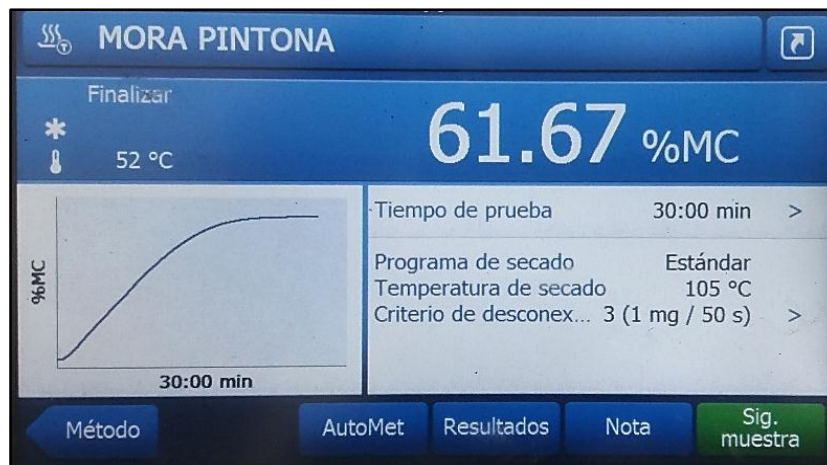 MORA PINTONA
Finalizar
61.67 %MC
52 °C
%MC
30:00 min
Tiempo de prueba 30:00 min >
Programa de secado Estándar
Temperatura de secado 105 °C
Criterio de desconex... 3 (1 mg / 50 s) >
Método
AutoMet
Resultados
Nota
Sig.
muestra